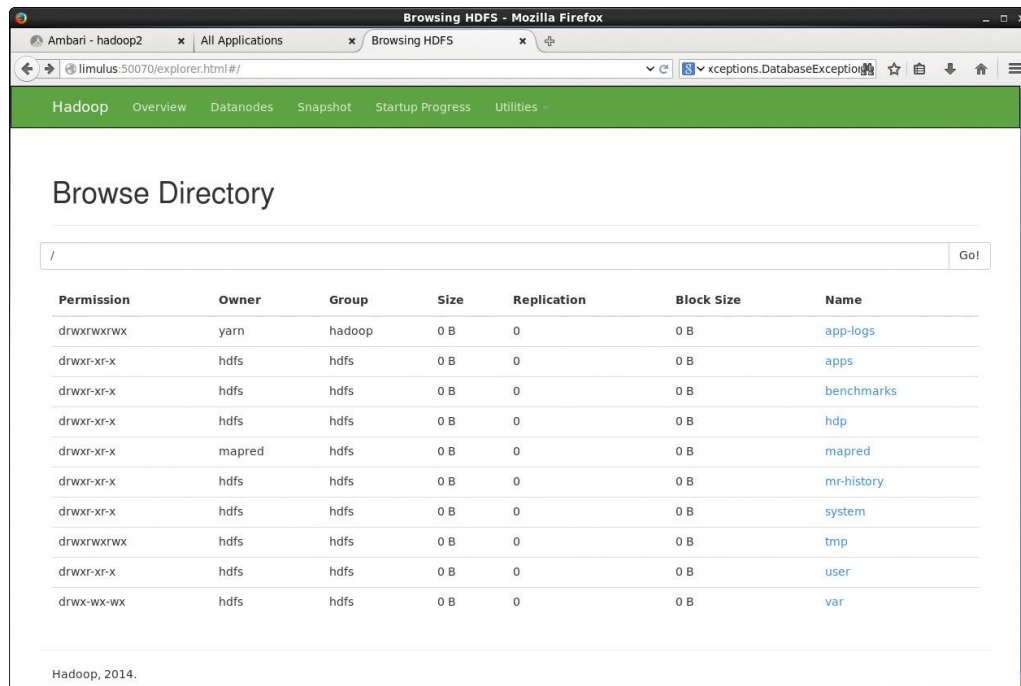 Browsing HDFS - Mozilla Firefox
Ambari - hadoop2 All Applications Browsing HDFS
limulus:50070/explorer.html#/ xceptions.DatabaseException
Hadoop Overview Datanodes Snapshot Startup Progress Utilities
Browse Directory
/ Go!
Permission Owner Group Size Replication Block Size Name
drwxrwxrwx yarn hadoop 0 B 0 0 B app-logs
drwxr-xr-x hdfs hdfs 0 B 0 0 B apps
drwxr-xr-x hdfs hdfs 0 B 0 0 B benchmarks
drwxr-xr-x hdfs hdfs 0 B 0 0 B hdp
drwxr-xr-x mapred hdfs 0 B 0 0 B mapred
drwxr-xr-x hdfs hdfs 0 B 0 0 B mr-history
drwxr-xr-x hdfs hdfs 0 B 0 0 B system
drwxrwxrwx hdfs hdfs 0 B 0 0 B tmp
drwxr-xr-x hdfs hdfs 0 B 0 0 B user
drwx-wx-wx hdfs hdfs 0 B 0 0 B var
Hadoop, 2014.